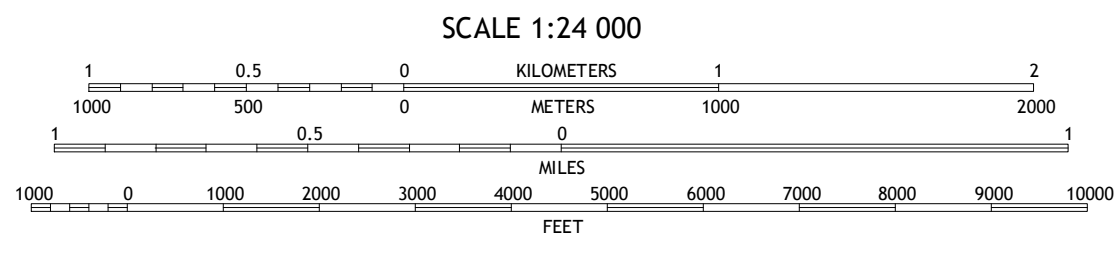 SCALE 1:24 000
1 0.5 0 KILOMETERS 1 2
1000 500 0 METERS 1000 2000
1 0.5 0 1
MILES
1000 0 1000 2000 3000 4000 5000 6000 7000 8000 9000 10000
FEET